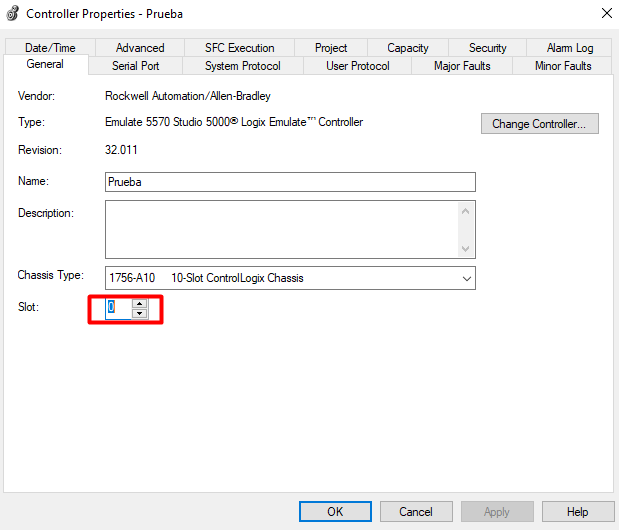 Controller Properties - Prueba
Date/Time Advanced SFC Execution Project Capacity Security Alarm Log
General Serial Port System Protocol User Protocol Major Faults Minor Faults
Vendor: Rockwell Automation/Allen-Bradley
Type: Emulate 5570 Studio 5000® Logix Emulate™ Controller Change Controller...
Revision: 32.011
Name: Prueba
Description:
Chassis Type: 1756-A10 10-Slot ControlLogix Chassis
Slot: 0
OK Cancel Apply Help